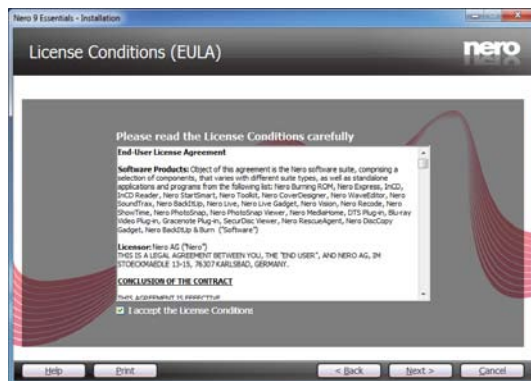 Nero 9 Essentials - Installation
License Conditions (EULA)
nero
Please read the License Conditions carefully
End-User License Agreement
Software Products: Object of this agreement is the Nero software suite, comprising a
selection of components, that varies with different suite types, as well as standalone
applications and programs from the following list: Nero Burning ROM, Nero Express, InCD,
InCD Reader, Nero StartSmart, Nero Toolkit, Nero CoverDesigner, Nero WaveEditor, Nero
SoundTrax, Nero BackItUp, Nero Live, Nero Live Gadget, Nero Vision, Nero Recode, Nero
ShowTime, Nero PhotoSnap, Nero PhotoSnap Viewer, Nero MediaHome, DTS Plug-in, Blu-ray
Video Plug-in, Gracenote Plug-in, SecurDisc Viewer, Nero RescueAgent, Nero DiscCopy
Gadget, Nero BackItUp & Burn ("Software")
Licensor: Nero AG ("Nero")
THIS IS A LEGAL AGREEMENT BETWEEN YOU, THE "END USER", AND NERO AG, IM
STOECKMAEDLE 13-15, 76307 KARLSBAD, GERMANY.
CONCLUSION OF THE CONTRACT
THIS AGREEMENT IS EFFECTIVE
I accept the License Conditions
Help
Print
< Back
Next >
Cancel